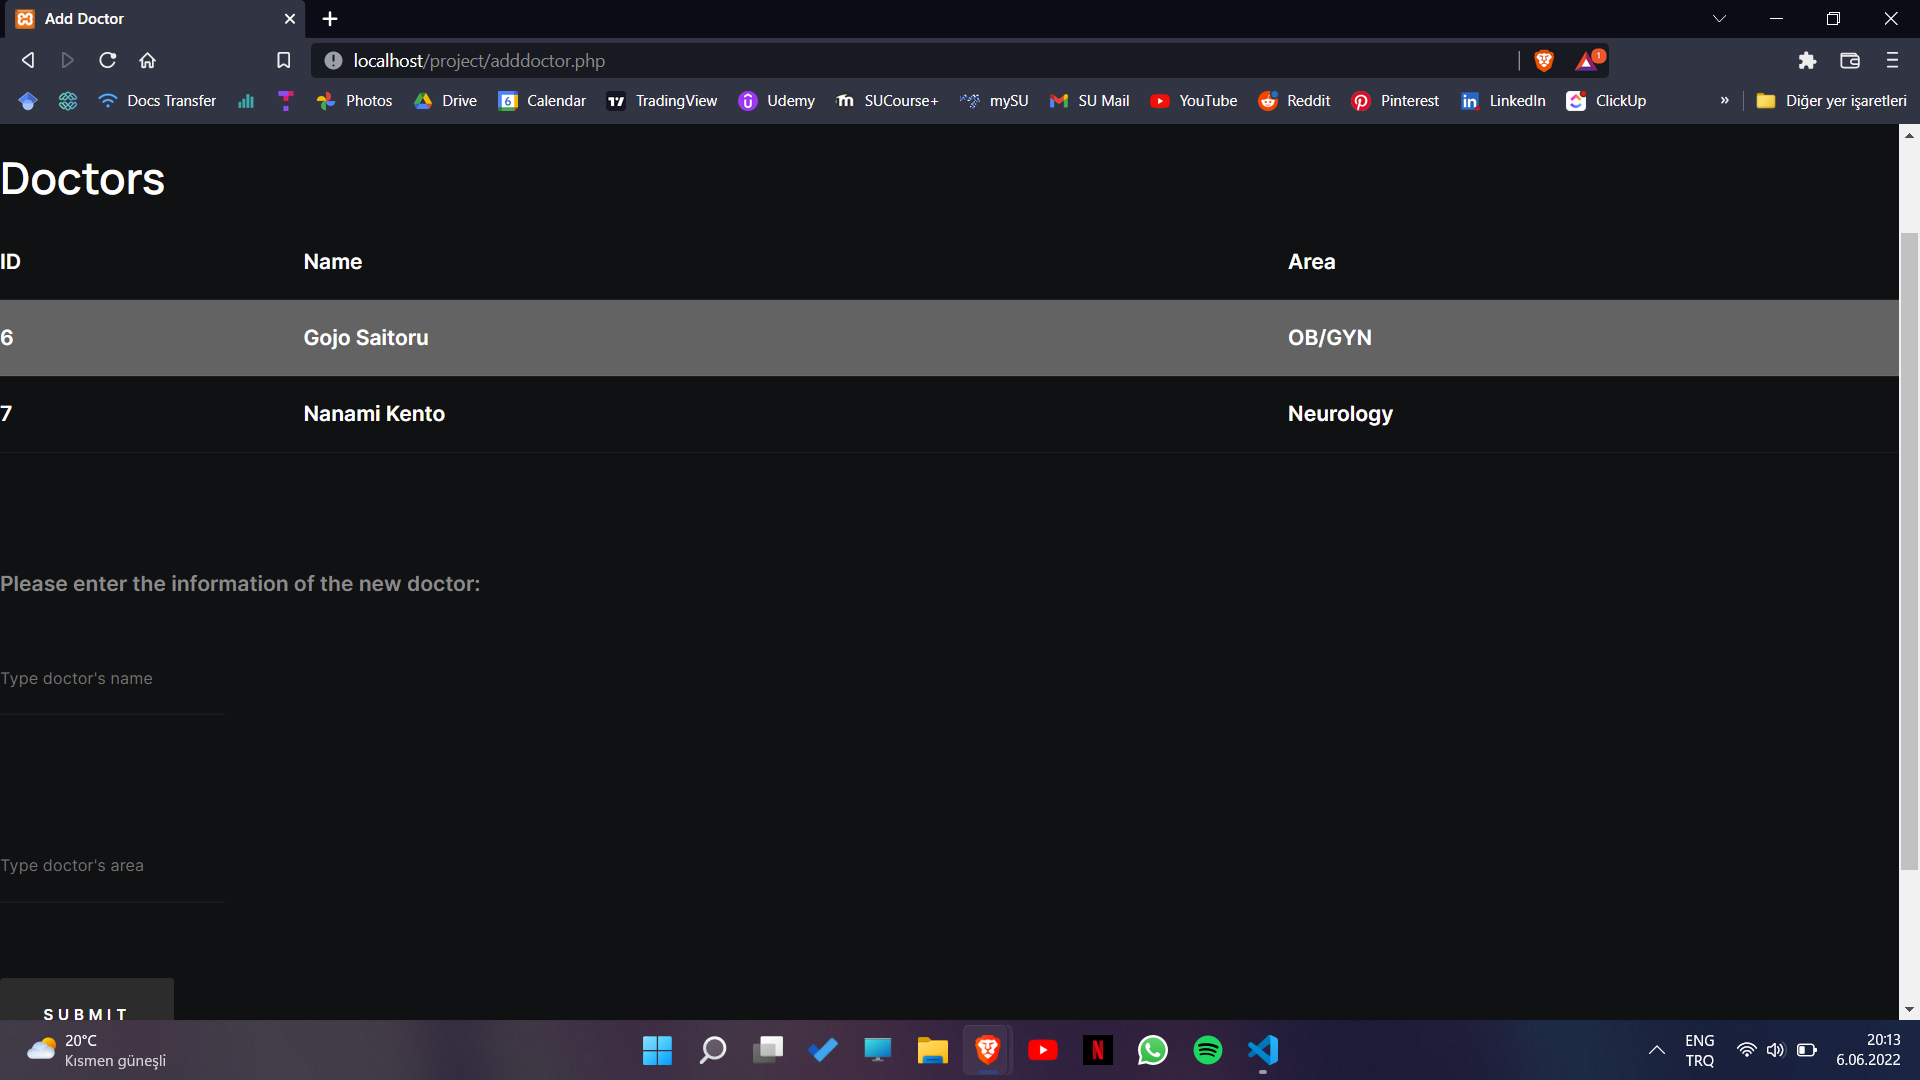 Add Doctor
localhost/project/adddoctor.php
1
Docs Transfer
Photos
Drive
6
Calendar
TradingView
Udemy
SUCourse+
mySU
SU Mail
YouTube
Reddit
Pinterest
LinkedIn
ClickUp
»
Diğer yer işaretleri
Doctors
ID Name Area
6 Gojo Saitoru OB/GYN
7 Nanami Kento Neurology
Please enter the information of the new doctor:
Type doctor's name
Type doctor's area
SUBMIT
20°C
Kısmen güneşli
ENG
TRQ
20:13
6.06.2022